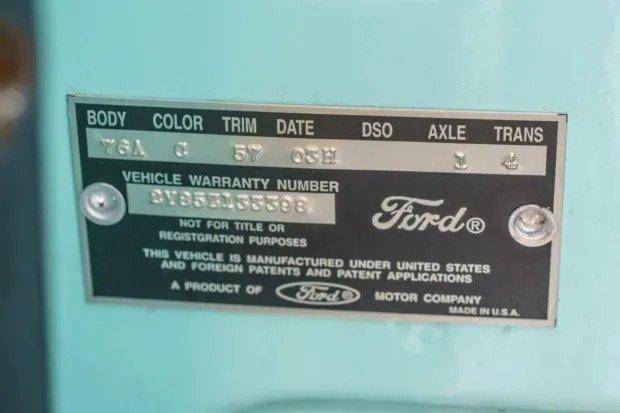 BODY COLOR TRIM DATE DSO AXLE TRANS
76A C 57 03H 1 4
VEHICLE WARRANTY NUMBER
2Y85Z133398
Ford®
NOT FOR TITLE OR
REGISTGRATION PURPOSES
THIS VEHICLE IS MANUFACTURED UNDER UNITED STATES
AND FOREIGN PATENTS AND PATENT APPLICATIONS
A PRODUCT OF Ford® MOTOR COMPANY
MADE IN U.S.A.